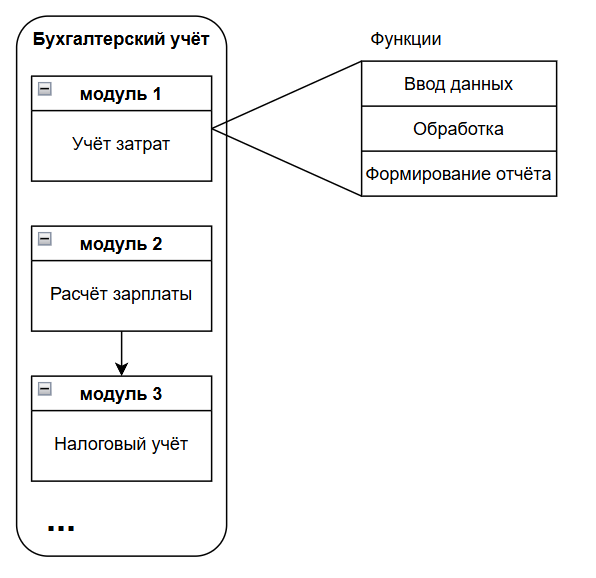 Бухгалтерский учёт
модуль 1
Учёт затрат
модуль 2
Расчёт зарплаты
модуль 3
Налоговый учёт
...
Функции
Ввод данных
Обработка
Формирование отчёта